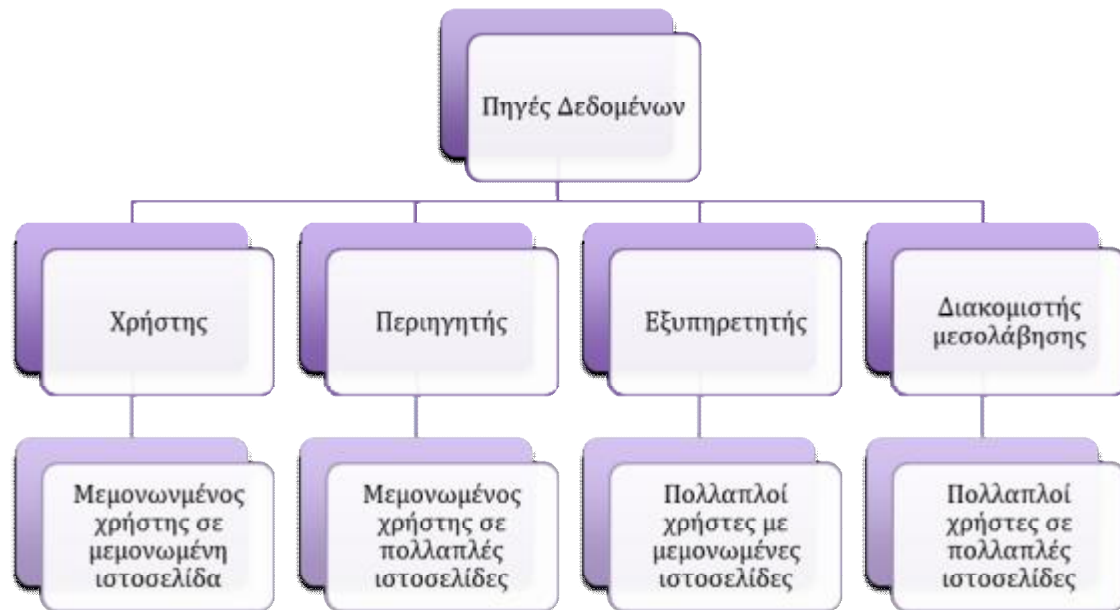 Πηγές Δεδομένων
Χρήστης
Περιηγητής
Εξυπηρετητής
Διακομιστής
μεσολάβησης
Μεμονωνμένος
χρήστης σε
μεμονωμένη
ιστοσελίδα
Μεμονωμένος
χρήστης σε
πολλαπλές
ιστοσελίδες
Πολλαπλοί
χρήστες με
μεμονωμένες
ιστοσελίδες
Πολλαπλοί
χρήστες σε
πολλαπλές
ιστοσελίδες